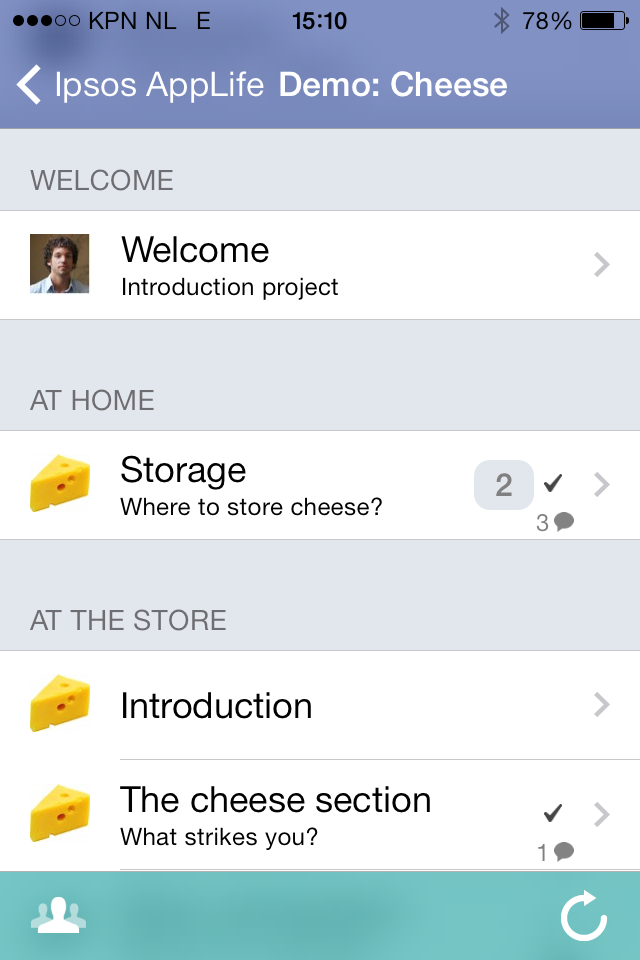 KPN NL E 15:10 78%
Ipsos AppLife Demo: Cheese
WELCOME
Welcome
Introduction project
AT HOME
Storage
2
Where to store cheese?
3
AT THE STORE
Introduction
The cheese section
What strikes you?
1